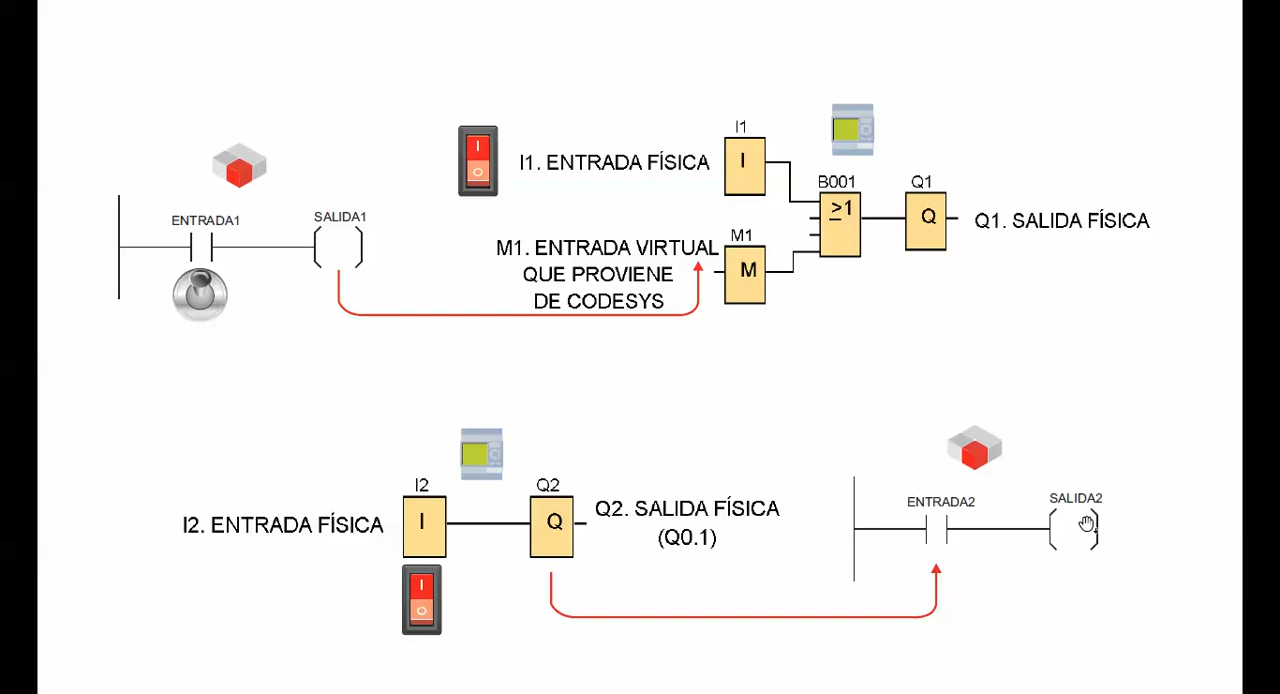 I1
I1. ENTRADA FÍSICA
I
I
O
B001
≥1
Q1
Q
Q1. SALIDA FÍSICA
ENTRADA1
SALIDA1
M1. ENTRADA VIRTUAL
QUE PROVIENE
DE CODESYS
M1
M
I2
I2. ENTRADA FÍSICA
I
I
O
Q2
Q
Q2. SALIDA FÍSICA
(Q0.1)
ENTRADA2
SALIDA2